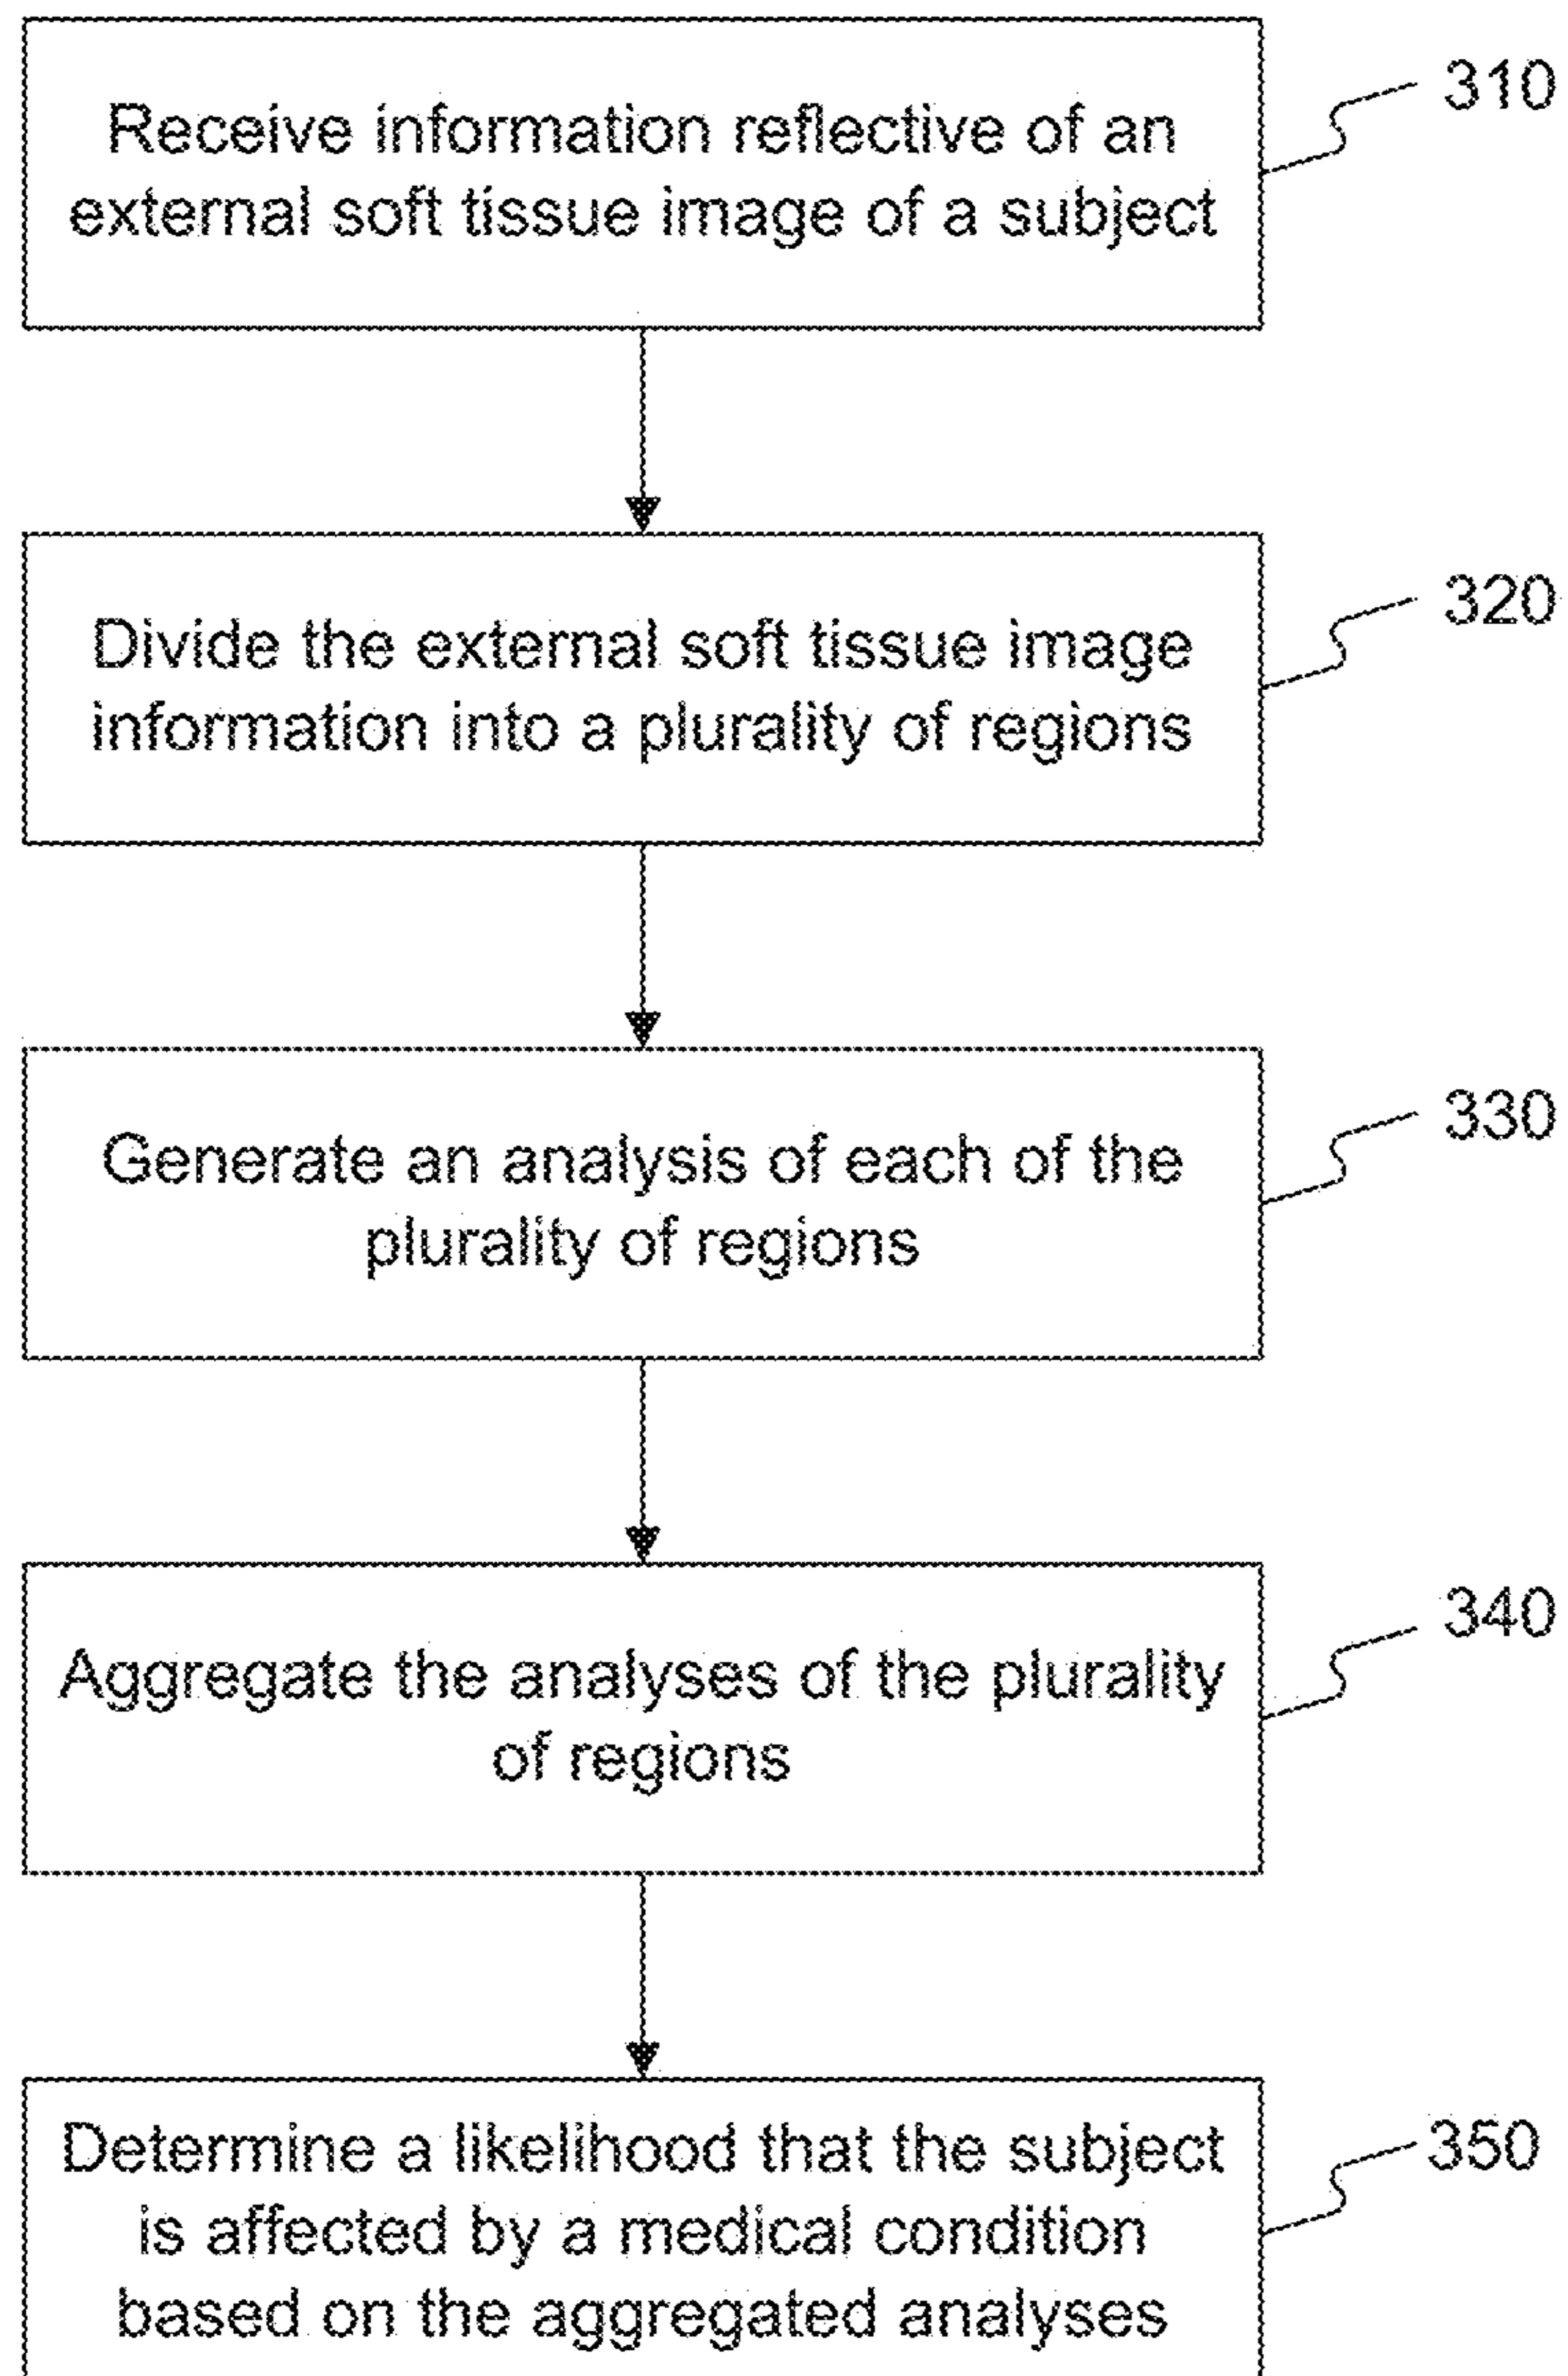 Receive information reflective of an
external soft tissue image of a subject
310
Divide the external soft tissue image
information into a plurality of regions
320
Generate an analysis of each of the
plurality of regions
330
Aggregate the analyses of the plurality
of regions
340
Determine a likelihood that the subject
is affected by a medical condition
based on the aggregated analyses
350